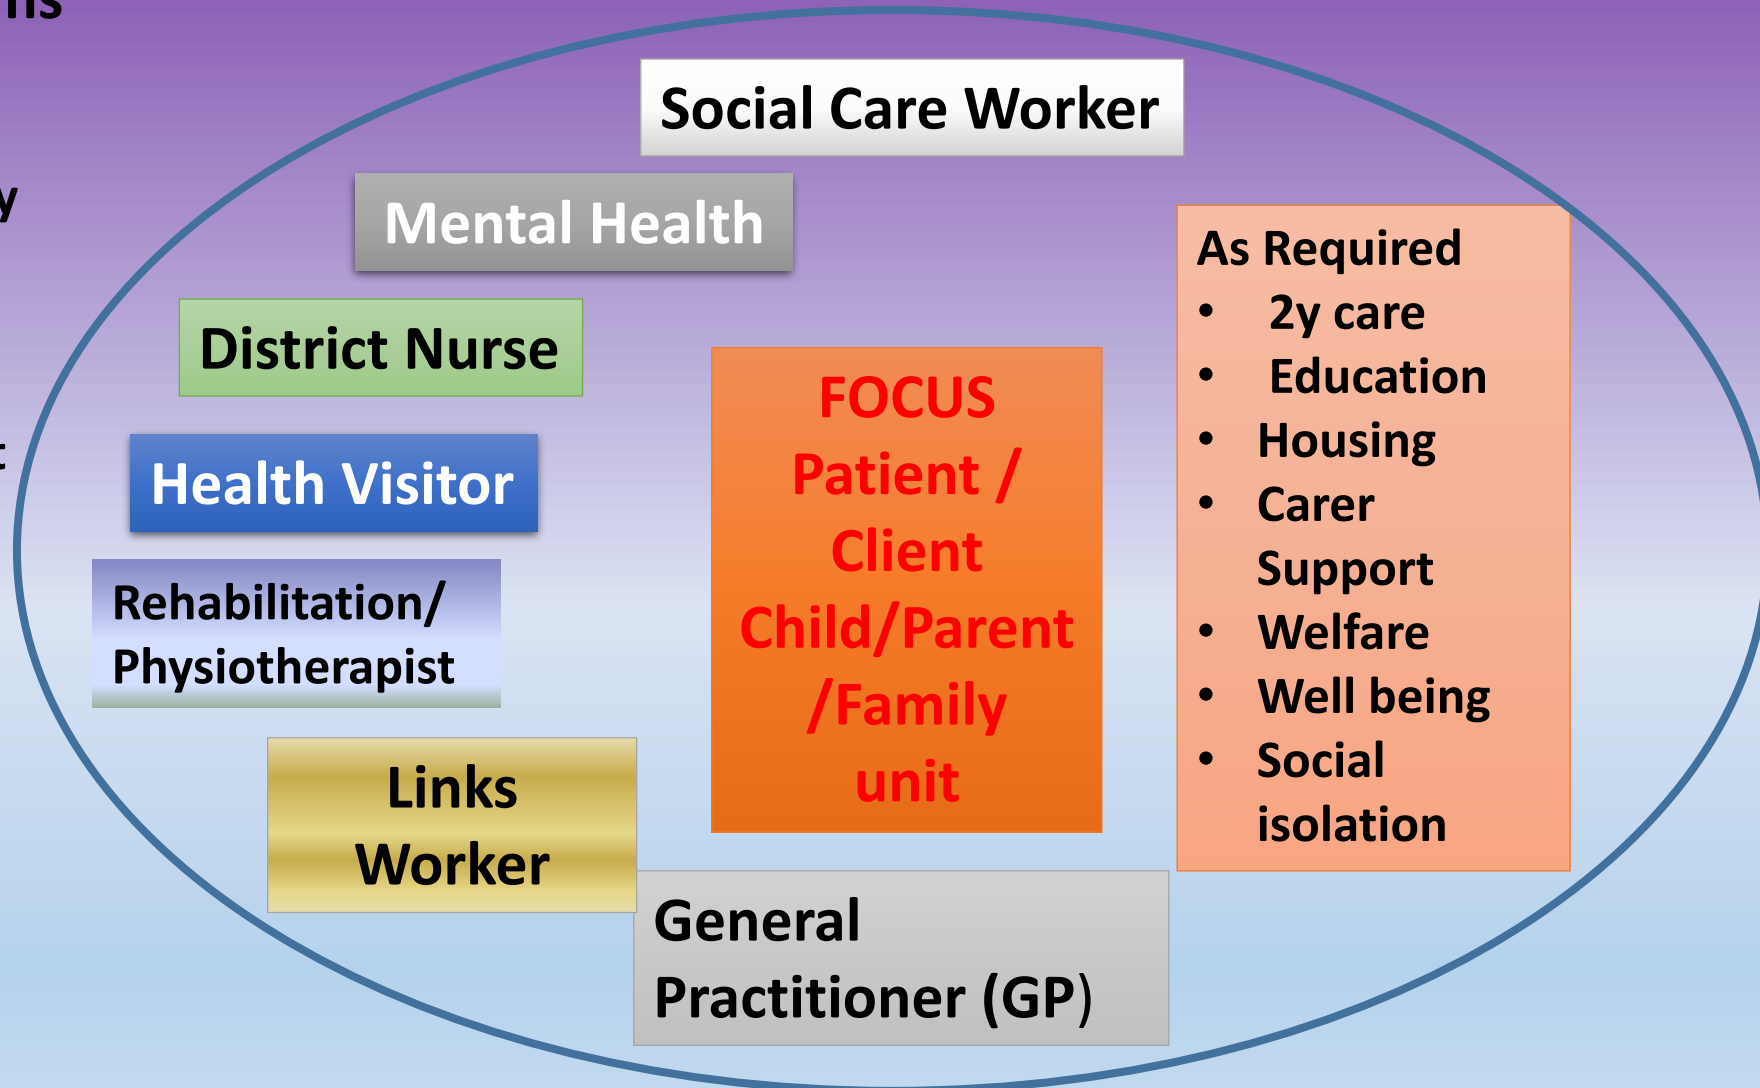 Social Care Worker
Mental Health
District Nurse
Health Visitor
Rehabilitation/
Physiotherapist
Links
Worker
General
Practitioner (GP)
FOCUS
Patient /
Client
Child/Parent
/Family
unit
As Required
• 2y care
• Education
• Housing
• Carer
Support
• Welfare
• Well being
• Social
isolation